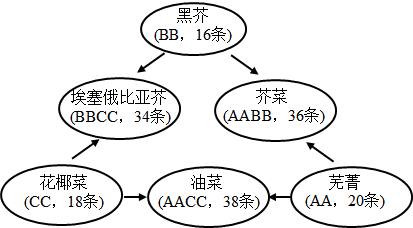 黑芥
(BB，16条)
埃塞俄比亚芥
(BBCC，34条)
芥菜
(AABB，36条)
花椰菜
(CC，18条)
油菜
(AACC，38条)
芜菁
(AA，20条)